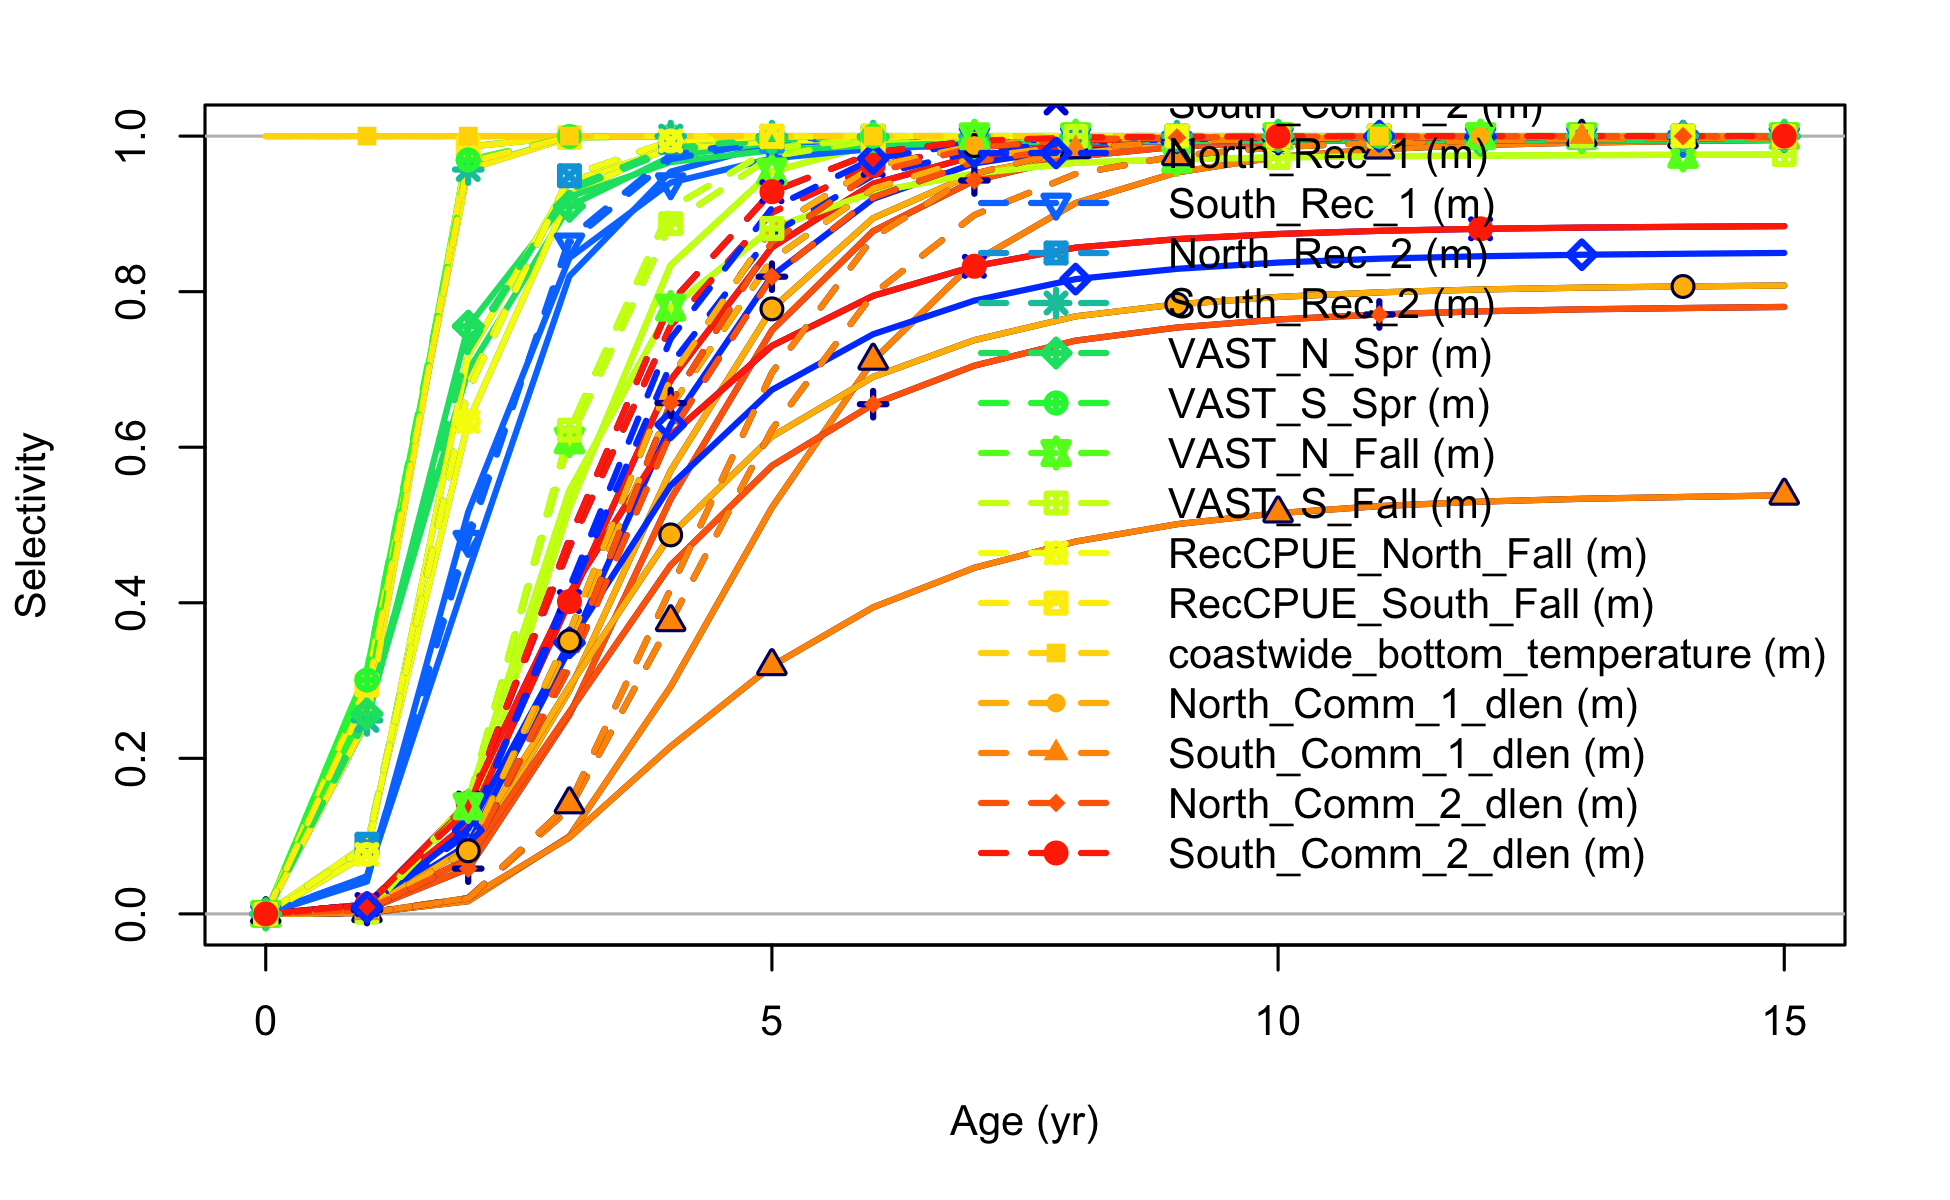 South_Comm_2 (m)
North_Rec_1 (m)
South_Rec_1 (m)
North_Rec_2 (m)
South_Rec_2 (m)
VAST_N_Spr (m)
VAST_S_Spr (m)
VAST_N_Fall (m)
VAST_S_Fall (m)
RecCPUE_North_Fall (m)
RecCPUE_South_Fall (m)
coastwide_bottom_temperature (m)
North_Comm_1_dlen (m)
South_Comm_1_dlen (m)
North_Comm_2_dlen (m)
South_Comm_2_dlen (m)
Selectivity
1.0
0.8
0.6
0.4
0.2
0.0
0 5 10 15
Age (yr)